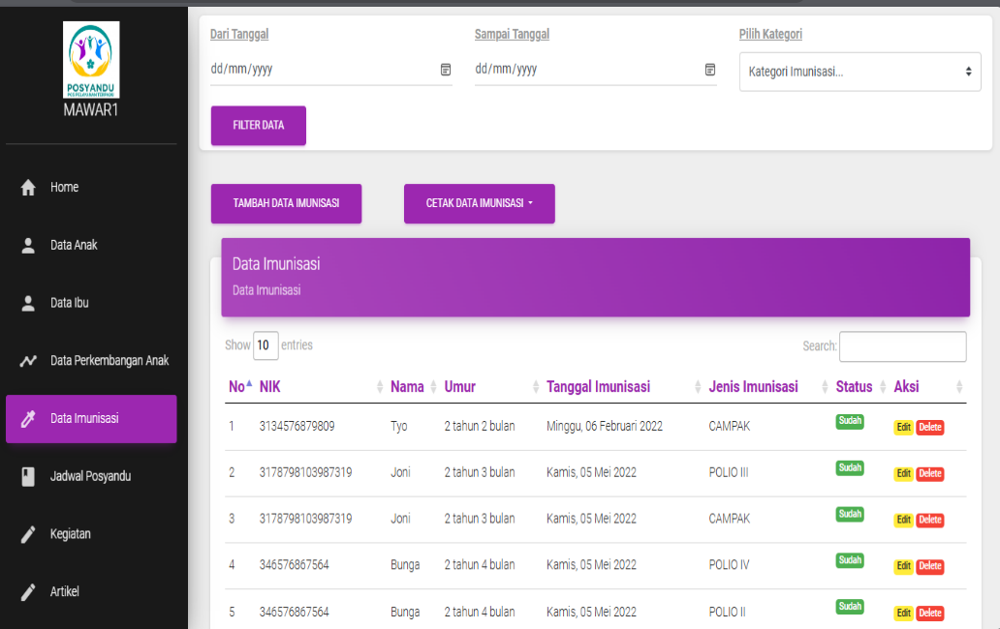 POSYANDU
MAWAR1
Home
Data Anak
Data Ibu
Data Perkembangan Anak
Data Imunisasi
Jadwal Posyandu
Kegiatan
Artikel
Dari Tanggal Sampai Tanggal Pilih Kategori
dd/mm/yyyy dd/mm/yyyy Kategori Imunisasi...
FILTER DATA
TAMBAH DATA IMUNISASI CETAK DATA IMUNISASI
Data Imunisasi
Data Imunisasi
Show 10 entries Search:
No NIK Nama Umur Tanggal Imunisasi Jenis Imunisasi Status Aksi
1 3134576879809 Tyo 2 tahun 2 bulan Minggu, 06 Februari 2022 CAMPAK Sudah Edit Delete
2 3178798103987319 Joni 2 tahun 3 bulan Kamis, 05 Mei 2022 POLIO III Sudah Edit Delete
3 3178798103987319 Joni 2 tahun 3 bulan Kamis, 05 Mei 2022 CAMPAK Sudah Edit Delete
4 346576867564 Bunga 2 tahun 4 bulan Kamis, 05 Mei 2022 POLIO IV Sudah Edit Delete
5 346576867564 Bunga 2 tahun 4 bulan Kamis, 05 Mei 2022 POLIO II Sudah Edit Delete